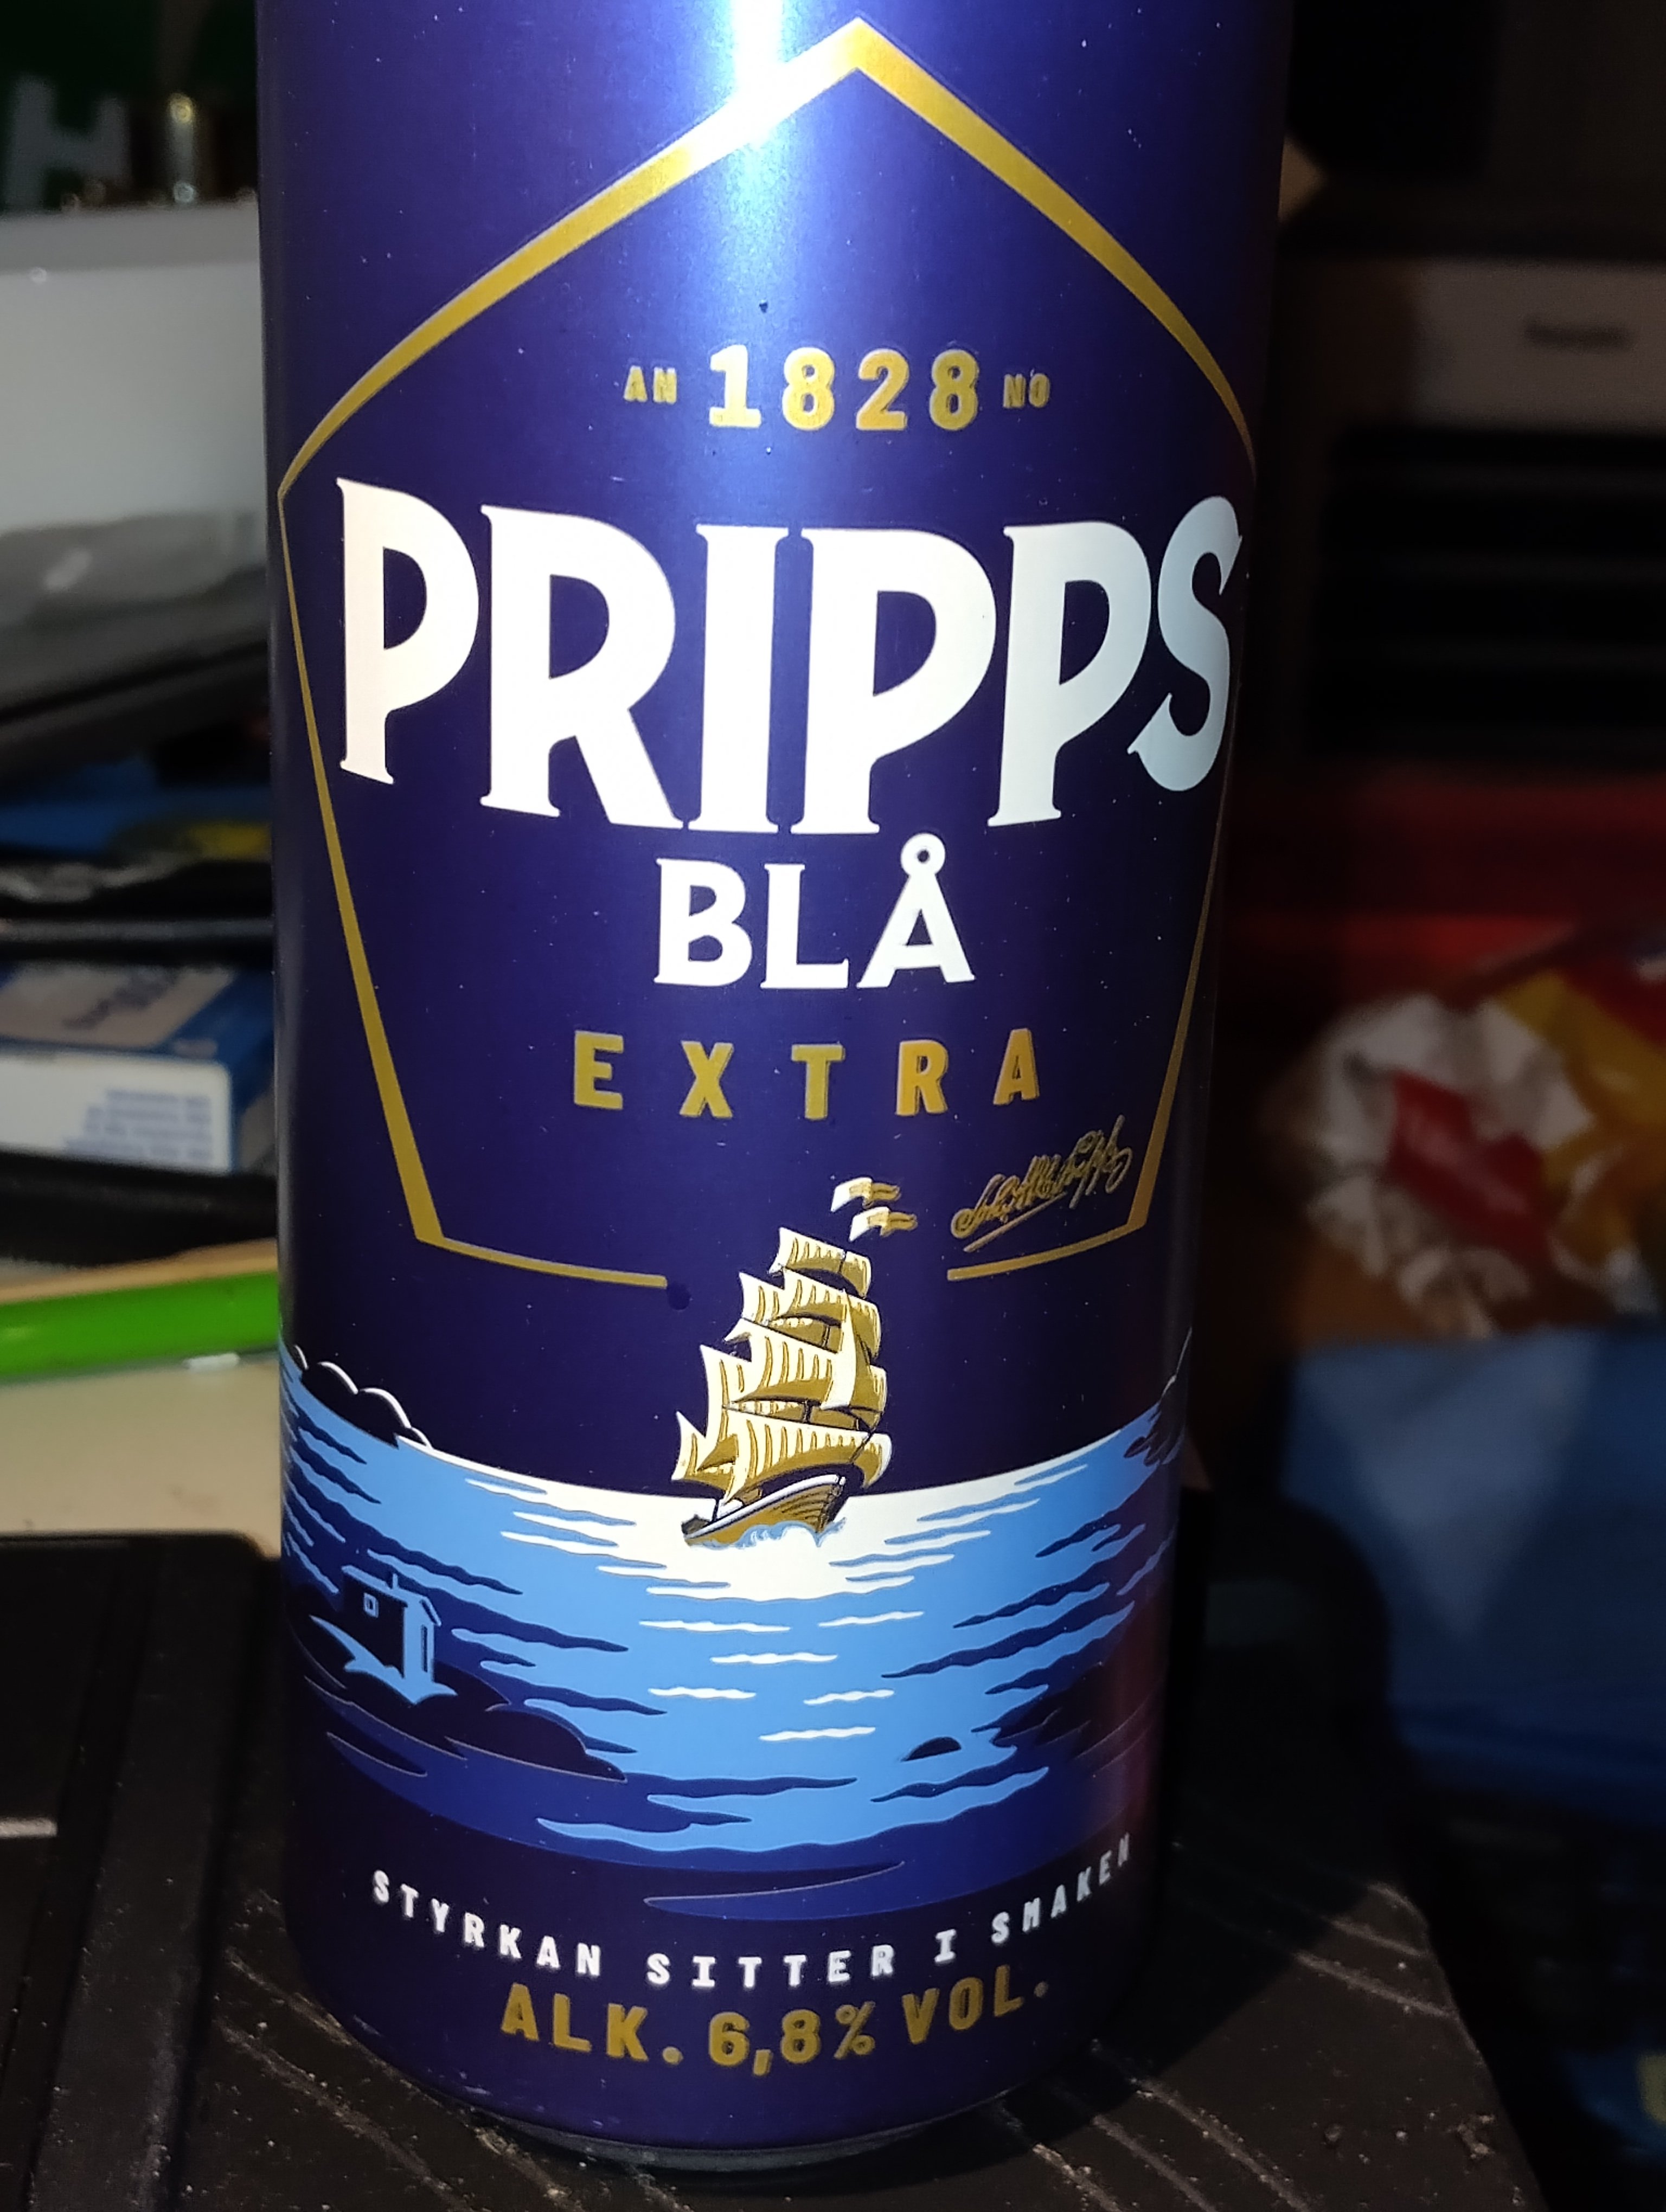 AN 1828 NO
PRIPPS
BLÅ
EXTRA
STYRKAN SITTER I SMAKEN
ALK. 6,8% VOL.